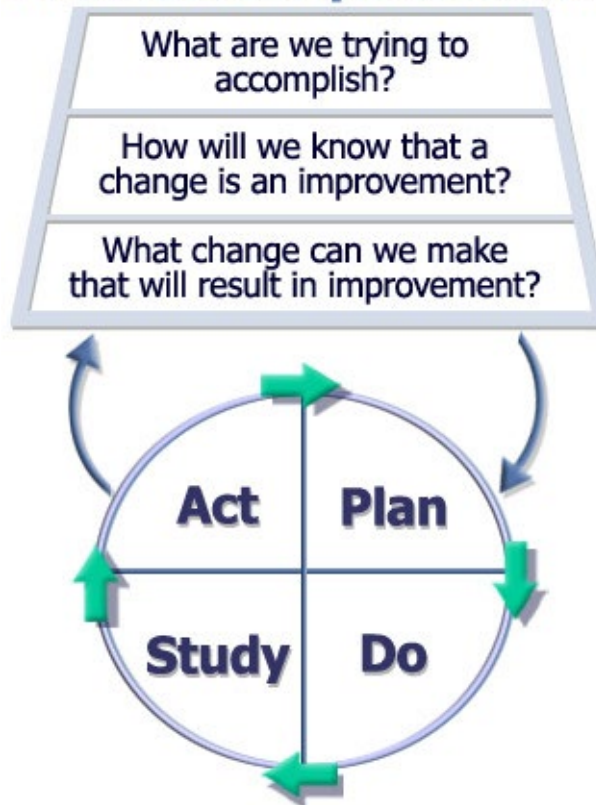 What are we trying to
accomplish?
How will we know that a
change is an improvement?
What change can we make
that will result in improvement?
Act
Plan
Study
Do